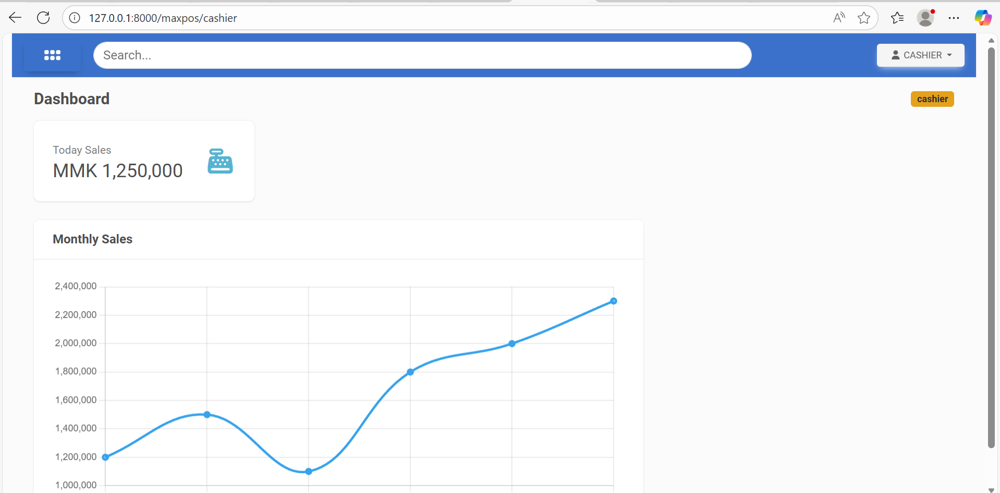 127.0.0.1:8000/maxpos/cashier
Search...
CASHIER
Dashboard
cashier
Today Sales
MMK 1,250,000
Monthly Sales
2,400,000
2,200,000
2,000,000
1,800,000
1,600,000
1,400,000
1,200,000
1,000,000